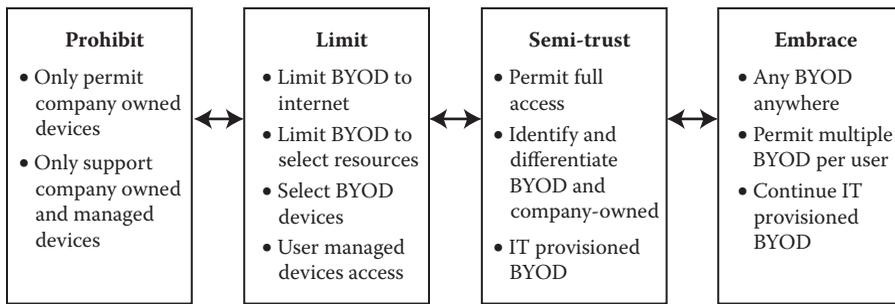 Prohibit
• Only permit
company owned
devices
• Only support
company owned
and managed
devices
Limit
• Limit BYOD to
internet
• Limit BYOD to
select resources
• Select BYOD
devices
• User managed
devices access
Semi-trust
• Permit full
access
• Identify and
differentiate
BYOD and
company-owned
• IT provisioned
BYOD
Embrace
• Any BYOD
anywhere
• Permit multiple
BYOD per user
• Continue IT
provisioned
BYOD